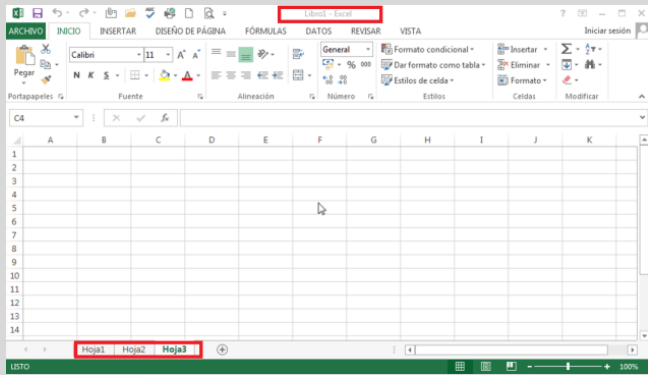 Libro1 - Excel
ARCHIVO INICIO INSERTAR DISEÑO DE PÁGINA FÓRMULAS DATOS REVISAR VISTA Iniciar sesión
Calibri 11 General Formato condicional Insertar
Pegar N K S % 000 Dar formato como tabla Eliminar
Estilos de celda Formato
Portapapeles Fuente Alineación Número Estilos Celdas Modificar
C4 fx
A B C D E F G H I J K
1
2
3
4
5
6
7
8
9
10
11
12
13
14
Hoja1 Hoja2 Hoja3
LISTO 100%